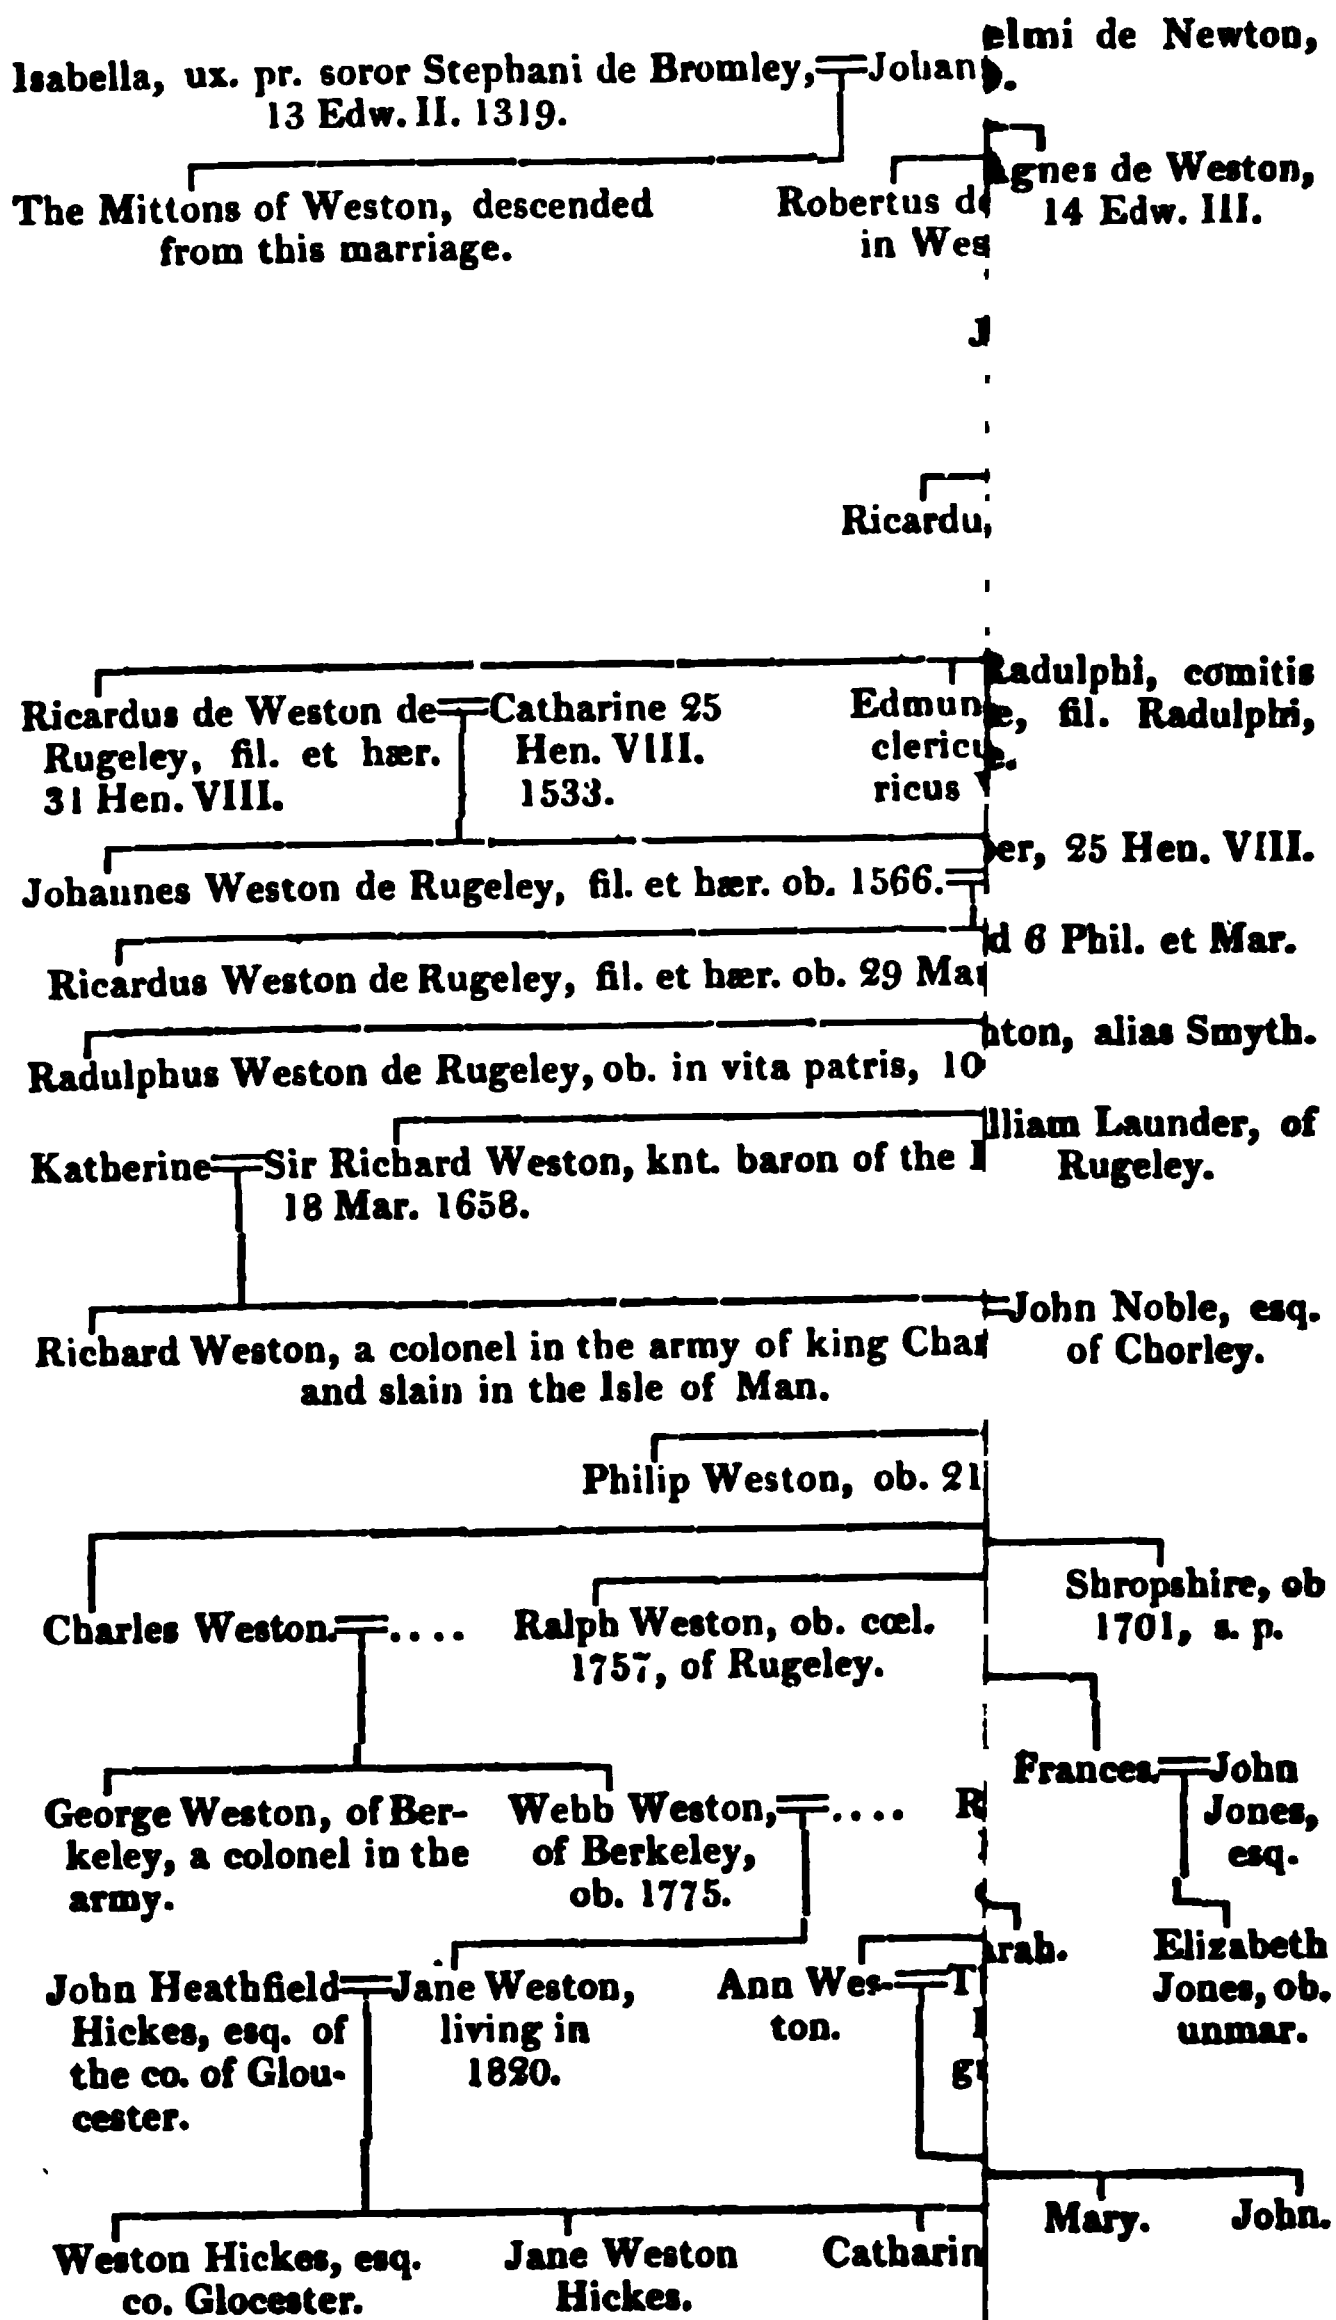 elmi de Newton,
Isabella, ux. pr. soror Stephani de Bromley, Johan
13 Edw. II. 1319.
Agnes de Weston,
14 Edw. III.
The Mittons of Weston, descended
from this marriage.
Robertus de
in Wes
J
Ricardu,
Radulphi, comitis
e, fil. Radulphi,
e.
Ricardus de Weston de
Rugeley, fil. et hær.
31 Hen. VIII.
Catharine 25
Hen. VIII.
1533.
Edmun
clericu
ricus
er, 25 Hen. VIII.
Johannes Weston de Rugeley, fil. et hær. ob. 1566.
d 6 Phil. et Mar.
Ricardus Weston de Rugeley, fil. et hær. ob. 29 Mar
hton, alias Smyth.
Radulphus Weston de Rugeley, ob. in vita patris, 10
lliam Launder, of
Rugeley.
Katherine Sir Richard Weston, knt. baron of the
18 Mar. 1658.
John Noble, esq.
of Chorley.
Richard Weston, a colonel in the army of king Char
and slain in the Isle of Man.
Philip Weston, ob. 21
Shropshire, ob
1701, s. p.
Charles Weston. ....
Ralph Weston, ob. cœl.
1757, of Rugeley.
Frances. John
Jones,
esq.
George Weston, of Ber-
keley, a colonel in the
army.
Webb Weston, ....
of Berkeley,
ob. 1775.
R
arah.
Elizabeth
Jones, ob.
unmar.
John Heathfield
Hickes, esq. of
the co. of Glou-
cester.
Jane Weston,
living in
1820.
Ann Wes-
ton.
T
Mary.
John.
Weston Hickes, esq.
co. Glocester.
Jane Weston
Hickes.
Catharin